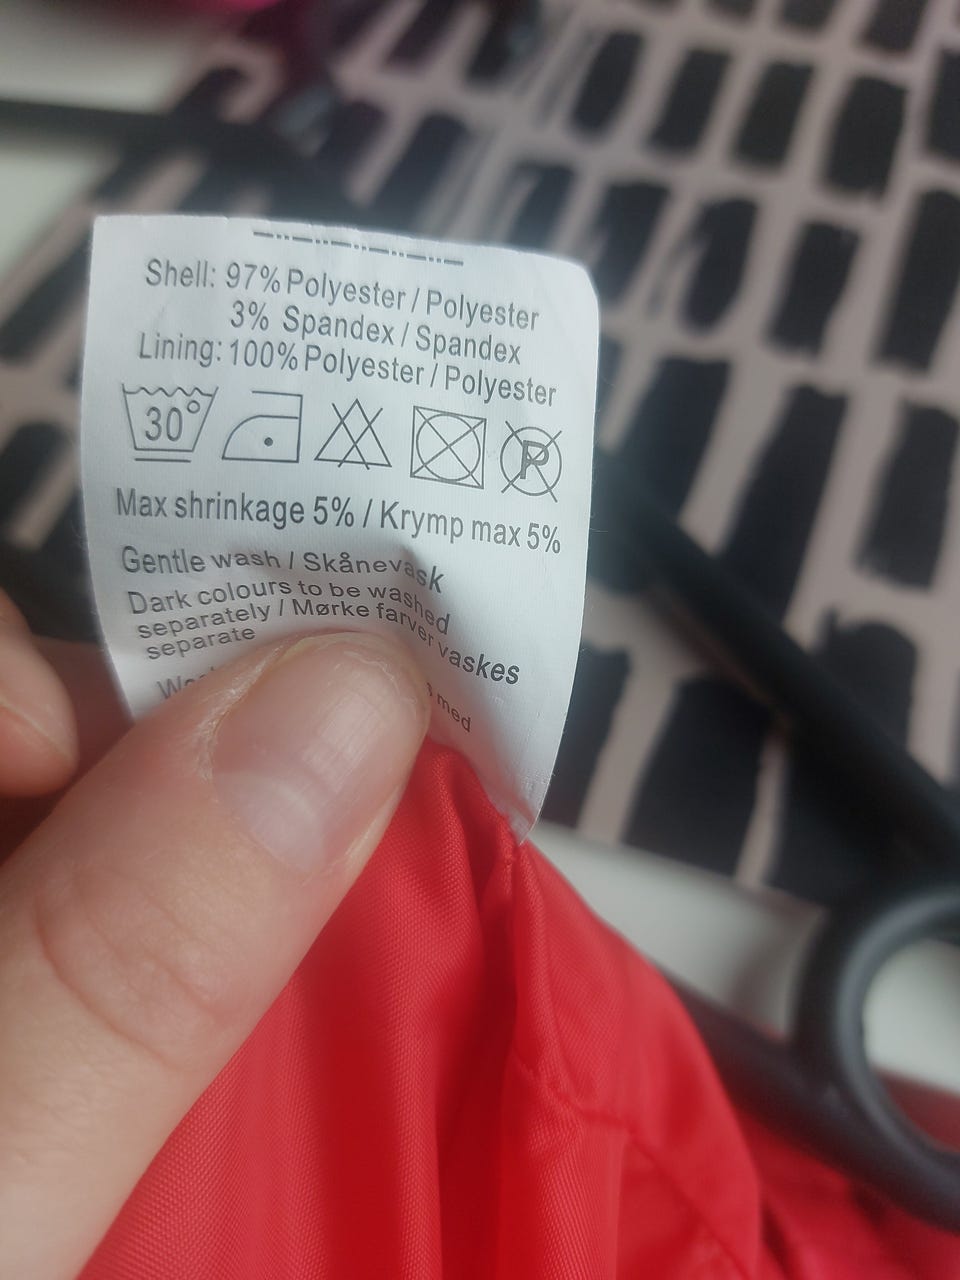 Shell: 97% Polyester / Polyester
3% Spandex / Spandex
Lining: 100% Polyester / Polyester
30°
P
Max shrinkage 5% / Krymp max 5%
Gentle wash / Skånevask
Dark colours to be washed
separately / Mørke farver vaskes
separate
med